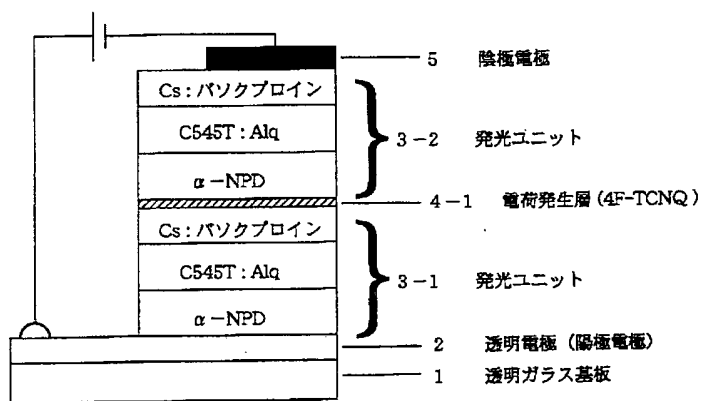 5 陰極電極
Cs：バソクプロイン
C545T：Alq
3－2 発光ユニット
α－NPD
4－1 電荷発生層(4F-TCNQ)
Cs：バソクプロイン
C545T：Alq
3－1 発光ユニット
α－NPD
2 透明電極（陽極電極）
1 透明ガラス基板